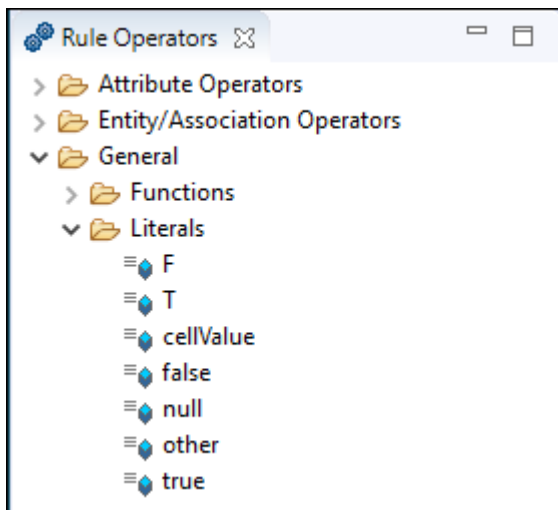 Rule Operators
Attribute Operators
Entity/Association Operators
General
Functions
Literals
F
T
cellValue
false
null
other
true